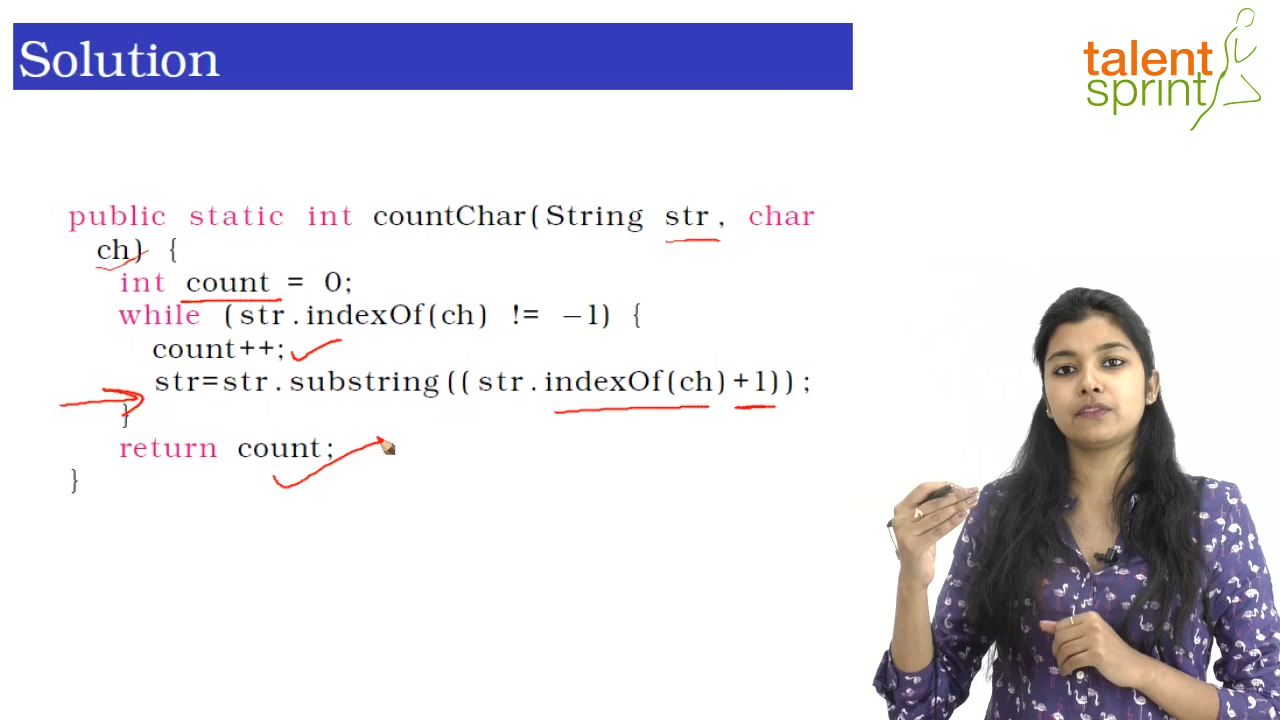 Solution
talent
sprint
public static int countChar(String str, char
ch) {
int count = 0;
while (str.indexOf(ch) != −1) {
count++;
str=str.substring((str.indexOf(ch)+1));
}
return count;
}